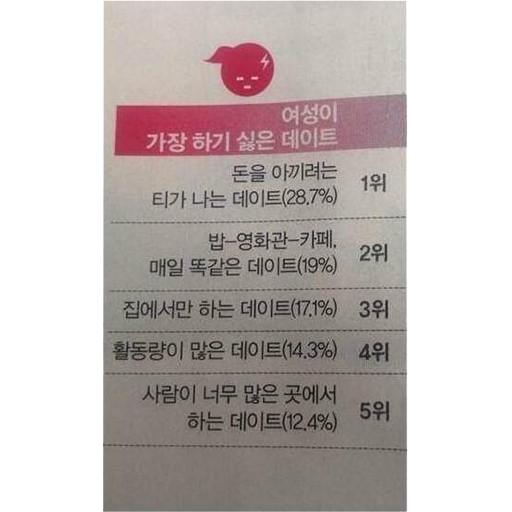 여성이
가장 하기 싫은 데이트
돈을 아끼려는
티가 나는 데이트(28.7%) 1위
밥-영화관-카페,
매일 똑같은 데이트(19%) 2위
집에서만 하는 데이트(17.1%) 3위
활동량이 많은 데이트(14.3%) 4위
사람이 너무 많은 곳에서
하는 데이트(12.4%) 5위